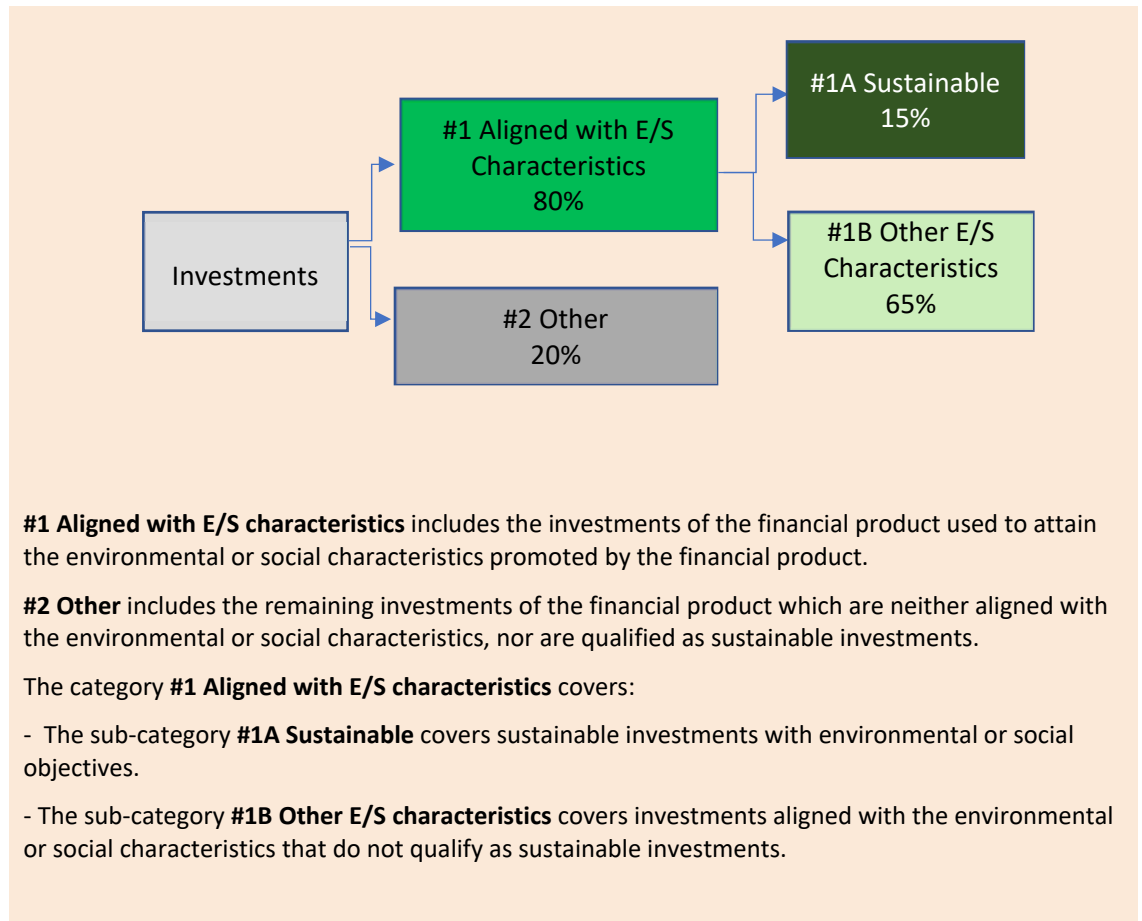 #1A Sustainable
15%
#1 Aligned with E/S
Characteristics
80%
#1B Other E/S
Characteristics
65%
Investments
#2 Other
20%
#1 Aligned with E/S characteristics includes the investments of the financial product used to attain
the environmental or social characteristics promoted by the financial product.
#2 Other includes the remaining investments of the financial product which are neither aligned with
the environmental or social characteristics, nor are qualified as sustainable investments.
The category #1 Aligned with E/S characteristics covers:
- The sub-category #1A Sustainable covers sustainable investments with environmental or social
objectives.
- The sub-category #1B Other E/S characteristics covers investments aligned with the environmental
or social characteristics that do not qualify as sustainable investments.